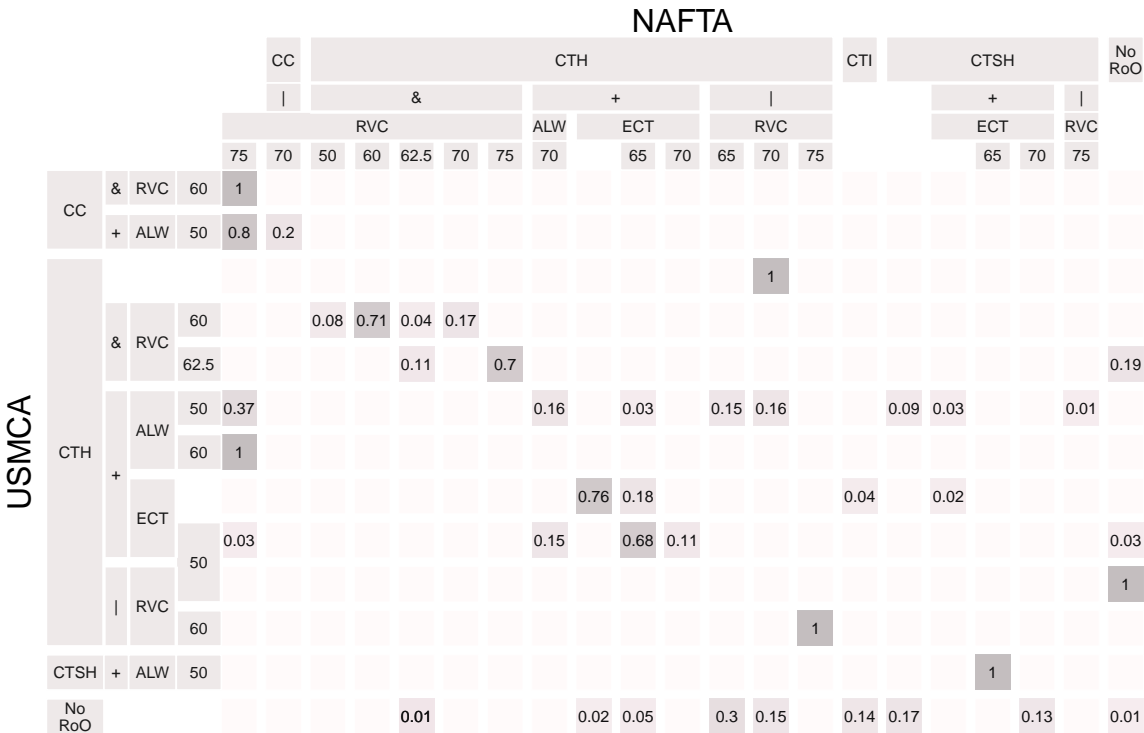 NAFTA
CC CTH CTI CTSH No RoO
| & + | + |
RVC ALW ECT RVC ECT RVC
75 70 50 60 62.5 70 75 70 65 70 65 70 75 65 70 75
USMCA
CC & RVC 60 1
+ ALW 50 0.8 0.2
CTH 1
& RVC 60 0.08 0.71 0.04 0.17
62.5 0.11 0.7 0.19
+ ALW 50 0.37 0.16 0.03 0.15 0.16 0.09 0.03 0.01
60 1
ECT 0.76 0.18 0.04 0.02
50 0.03 0.15 0.68 0.11 0.03
| RVC 1
60 1
CTSH + ALW 50 1
No RoO 0.01 0.02 0.05 0.3 0.15 0.14 0.17 0.13 0.01